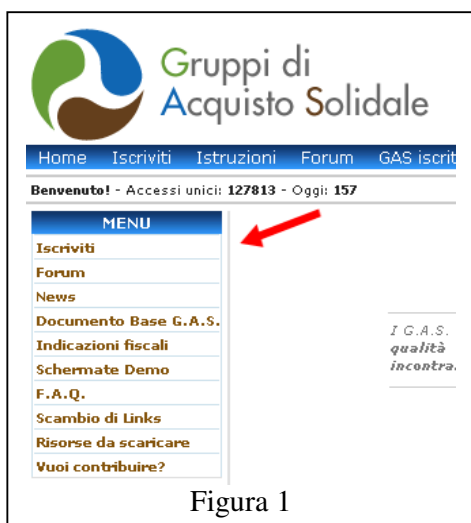 Gruppi di
Acquisto Solidale
Home Iscriviti Istruzioni Forum GAS iscrit
Benvenuto! - Accessi unici: 127813 - Oggi: 157
MENU
Iscriviti
Forum
News
Documento Base G.A.S.
Indicazioni fiscali
Schermate Demo
F.A.Q.
Scambio di Links
Risorse da scaricare
Vuoi contribuire?
I G.A.S.
qualità
incontra.
Figura 1